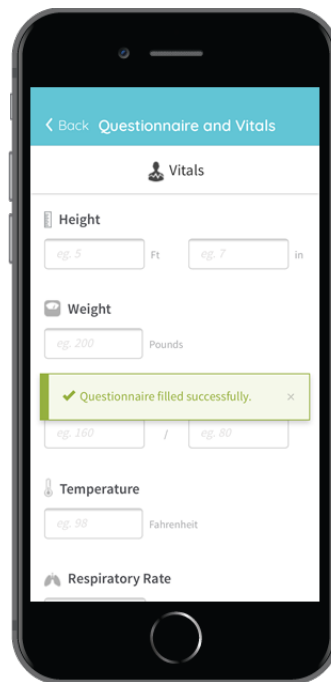 Back Questionnaire and Vitals
Vitals
Height
eg. 5 Ft eg. 7 in
Weight
eg. 200 Pounds
Questionnaire filled successfully. ×
eg. 160 / eg. 80
Temperature
eg. 98 Fahrenheit
Respiratory Rate